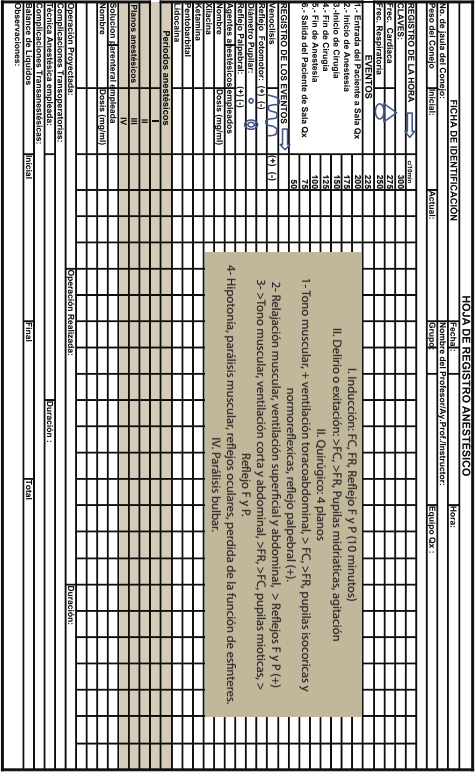 HOJA DE REGISTRO ANESTÉSICO
FICHA DE IDENTIFICACIÓN
Fecha: Hora:
No. de jaula del Conejo: Nombre del Profesor/Ay.Prof./Instructor:
Peso del Conejo Inicial: Actual: Grupo: Equipo Qx :
REGISTRO DE LA HORA c/10min
CLAVES: 300
Frec. Cardiaca 275
Frec. Respiratoria 250
EVENTOS 225
1.- Entrada del Paciente a Sala Qx 200
2.- Inicio de Anestesia 175
3.-Inicio de Cirugía 150
4.- Fin de Cirugía 125
5.- Fin de Anestesia 100
6.- Salida del Paciente de Sala Qx 75
REGISTRO DE LOS EVENTOS 50
Venoclisis (+) (-)
Reflejo Fotomotor: (+) (-)
Diámetro Pupilar:
Reflejo Palpebral: (+) (-)
Agentes anestésicos empleados
Nombre Dosis (mg/ml)
Xilacina
Ketamina
Pentobarbital
Lidocaína
Periodos anestésicos
I
II
Planos anestésicos III
IV
Solución parenteral empleada
Nombre Dosis (mg/ml)
I. Inducción: FC, FR, Reflejo F y P (10 minutos)
II. Delirio o exitación: >FC, >FR, Pupilas midriaticas, agitación
II. Quirúgico: 4 planos
1- Tono muscular, + ventilación toracoabdominal, > FC, >FR, pupilas isocoricas y
normoreflexicas, reflejo palpebral (+).
2- Relajación muscular, ventilación superficial y abdominal, > Reflejos F y P (+)
3- >Tono muscular, ventilación corta y abdominal, >FR, >FC, pupilas mioticas, >
Reflejo F y P.
4- Hipotonía, parálisis muscular, reflejos oculares, perdida de la función de esfínteres.
IV. Parálisis bulbar.
Operación Proyectada: Operación Realizada: Duración:
Complicaciones Transoperatorias:
Técnica Anestésica empleada: Duración :
Complicaciones Transanestésicas:
Balance de Líquidos Inicial Final Total
Observaciones: